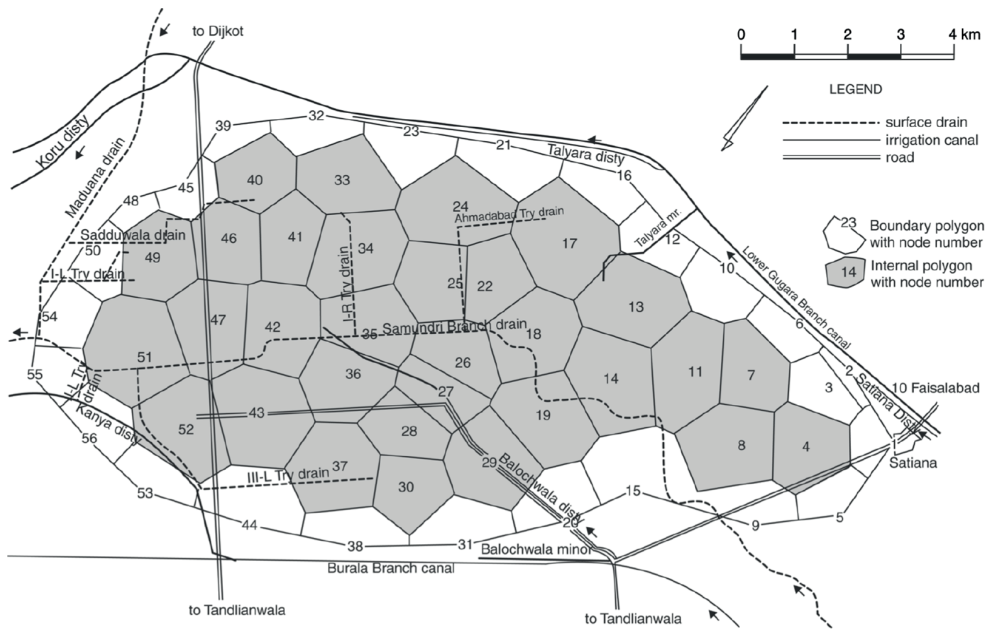 to Dijkot
0 1 2 3 4 km
LEGEND
surface drain
irrigation canal
road
23 Boundary polygon
with node number
14 Internal polygon
with node number
Koru disty
Maduana drain
39
32
23
21
Talyara disty
16
Talyara mr.
12
10
Lower Gugara Branch canal
6
2
Satiana Disty
3
1
10 Faisalabad
Satiana
48
45
40
33
24
Ahmadabad Try drain
17
Sadduwala drain
50
49
46
41
34
25
22
13
I-L Try drain
I-R Try drain
54
47
42
35
Samundri Branch drain
18
51
36
26
14
11
7
55
I-L Try
drain
Kanya disty
52
43
27
19
56
28
8
4
37
III-L Try drain
29
Balochwala disty
30
15
53
44
38
31
9
5
Balochwala minor
Burala Branch canal
to Tandlianwala
to Tandlianwala